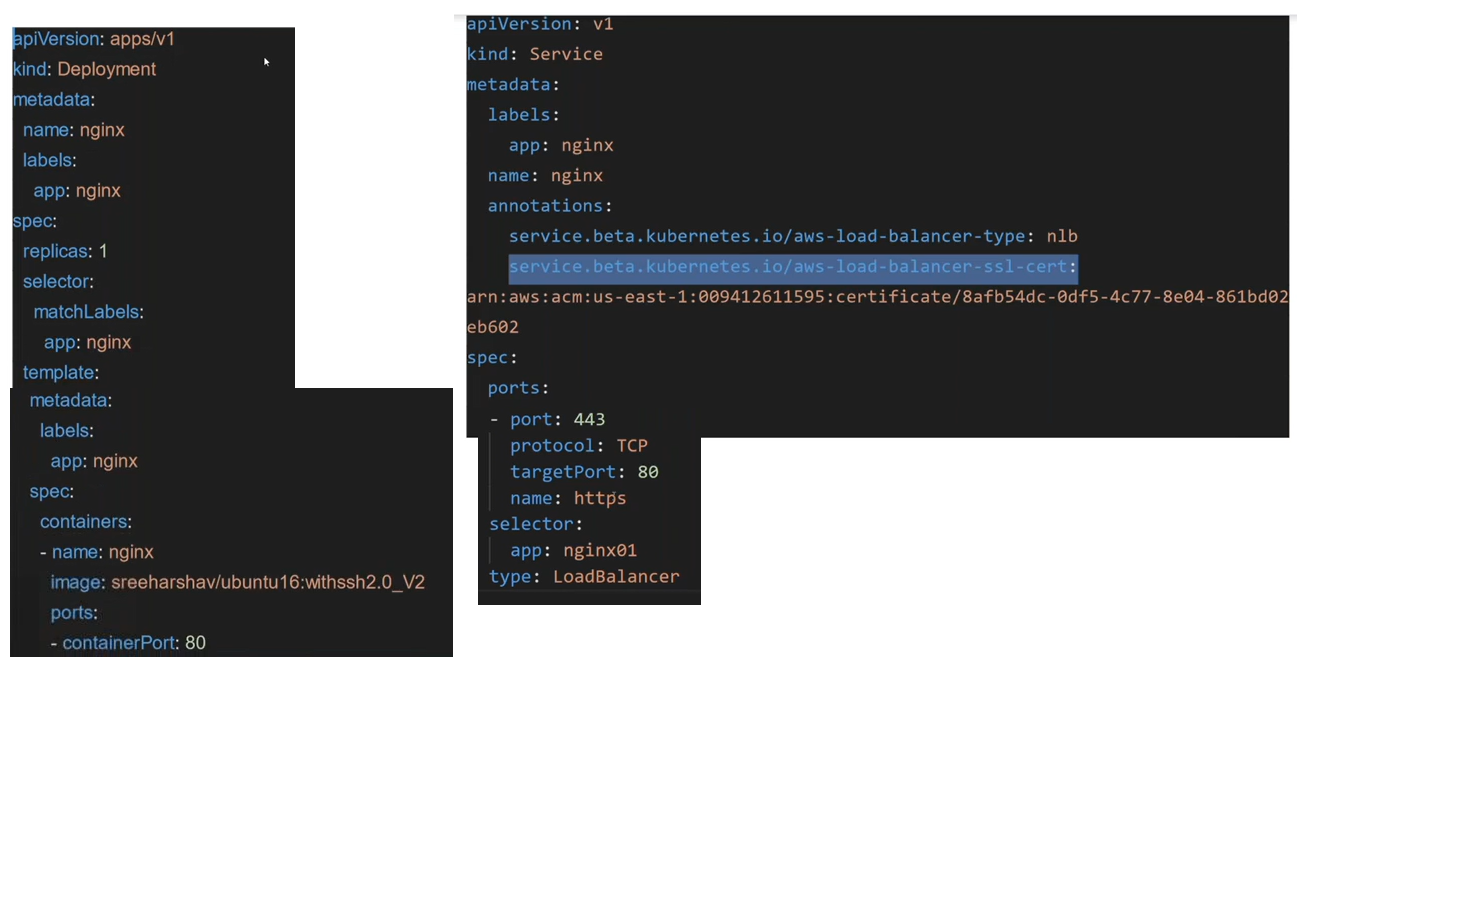 apiVersion: apps/v1
kind: Deployment
metadata:
  name: nginx
  labels:
    app: nginx
spec:
  replicas: 1
  selector:
    matchLabels:
      app: nginx
  template:
    metadata:
      labels:
        app: nginx
    spec:
      containers:
      - name: nginx
        image: sreeharshav/ubuntu16:withssh2.0_V2
        ports:
        - containerPort: 80
apiVersion: v1
kind: Service
metadata:
  labels:
    app: nginx
  name: nginx
  annotations:
    service.beta.kubernetes.io/aws-load-balancer-type: nlb
    service.beta.kubernetes.io/aws-load-balancer-ssl-cert:
arn:aws:acm:us-east-1:009412611595:certificate/8afb54dc-0df5-4c77-8e04-861bd02
eb602
spec:
  ports:
  - port: 443
    protocol: TCP
    targetPort: 80
    name: https
  selector:
    app: nginx01
  type: LoadBalancer